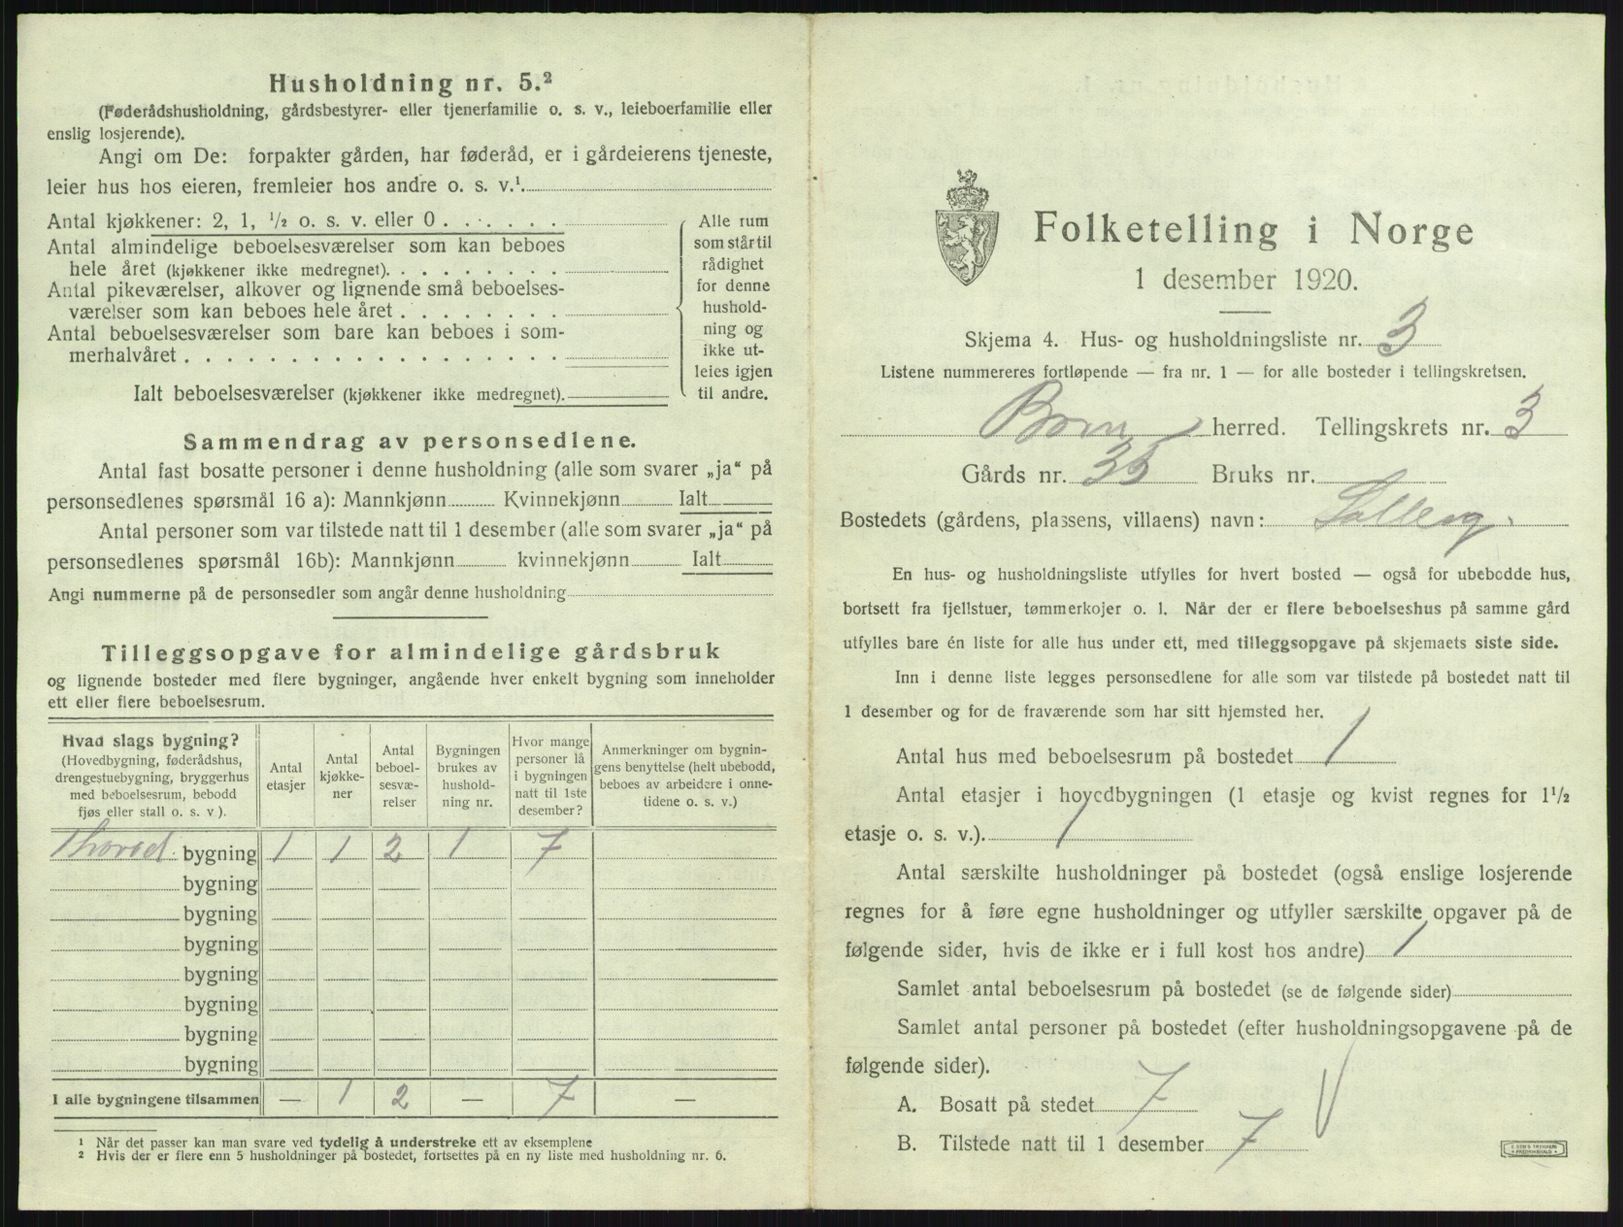 Husholdning nr. 5.²
(Føderådshusholdning, gårdsbestyrer- eller tjenerfamilie o. s. v., leieboerfamilie eller
enslig losjerende).
Angi om De: forpakter gården, har føderåd, er i gårdeierens tjeneste,
leier hus hos eieren, fremleier hos andre o. s. v.¹.
Antal kjøkkener: 2, 1, ½ o. s. v. eller 0 . . . . . .
Antal almindelige beboelsesværelser som kan beboes
hele året (kjøkkener ikke medregnet). . . . . . . . .
Antal pikeværelser, alkover og lignende små beboelses-
værelser som kan beboes hele året . . . . . . . .
Antal beboelsesværelser som bare kan beboes i som-
merhalvåret . . . . . . . . . . . . . . . . . .
Ialt beboelsesværelser (kjøkkener ikke medregnet).
Alle rum
som står til
rådighet
for denne
hushold-
ning og
ikke ut-
leies igjen
til andre.
Sammendrag av personsedlene.
Antal fast bosatte personer i denne husholdning (alle som svarer „ja“ på
personsedlenes spørsmål 16 a): Mannkjønn Kvinnekjønn Ialt
Antal personer som var tilstede natt til 1 desember (alle som svarer „ja“ på
personsedlenes spørsmål 16b): Mannkjønn kvinnekjønn Ialt
Angi nummerne på de personsedler som angår denne husholdning
Tilleggsopgave for almindelige gårdsbruk
og lignende bosteder med flere bygninger, angående hver enkelt bygning som inneholder
ett eller flere beboelsesrum.
Hvad slags bygning?
(Hovedbygning, føderådshus,
drengestuebygning, bryggerhus
med beboelsesrum, bebodd
fjøs eller stall o. s. v ).
Antal
etasjer
Antal
kjøkke-
ner
Antal
beboel-
sesvæ-
relser
Bygningen
brukes av
hushold-
ning nr.
Hvor mange
personer lå
i bygningen
natt til 1ste
desember?
Anmerkninger om bygnin-
gens benyttelse (helt ubebodd,
beboes av arbeidere i onne-
tidene o. s. v.)
bygning 1 1 2 1 7
bygning
bygning
bygning
bygning
bygning
bygning
bygning
I alle bygningene tilsammen — 1 2 — 7 —
¹ Når det passer kan man svare ved tydelig å understreke ett av eksemplene
² Hvis der er flere enn 5 husholdninger på bostedet, fortsettes på en ny liste med husholdning nr. 6.
Folketelling i Norge
1 desember 1920.
Skjema 4. Hus- og husholdningsliste nr. 3
Listene nummereres fortløpende — fra nr. 1 — for alle bosteder i tellingskretsen.
herred. Tellingskrets nr. 3
Gårds nr. 35 Bruks nr.
Bostedets (gårdens, plassens, villaens) navn: Solberg.
En hus- og husholdningsliste utfylles for hvert bosted — også for ubebodde hus,
bortsett fra fjellstuer, tømmerkojer o. l. Når der er flere beboelseshus på samme gård
utfylles bare én liste for alle hus under ett, med tilleggsopgave på skjemaets siste side.
Inn i denne liste legges personsedlene for alle som var tilstede på bostedet natt til
1 desember og for de fraværende som har sitt hjemsted her.
Antal hus med beboelsesrum på bostedet 1
Antal etasjer i hovedbygningen (1 etasje og kvist regnes for 1½
etasje o. s. v.). 1
Antal særskilte husholdninger på bostedet (også enslige losjerende
regnes for å føre egne husholdninger og utfyller særskilte opgaver på de
følgende sider, hvis de ikke er i full kost hos andre) 1
Samlet antal beboelsesrum på bostedet (se de følgende sider)
Samlet antal personer på bostedet (efter husholdningsopgavene på de
følgende sider).
A. Bosatt på stedet 7
B. Tilstede natt til 1 desember 7